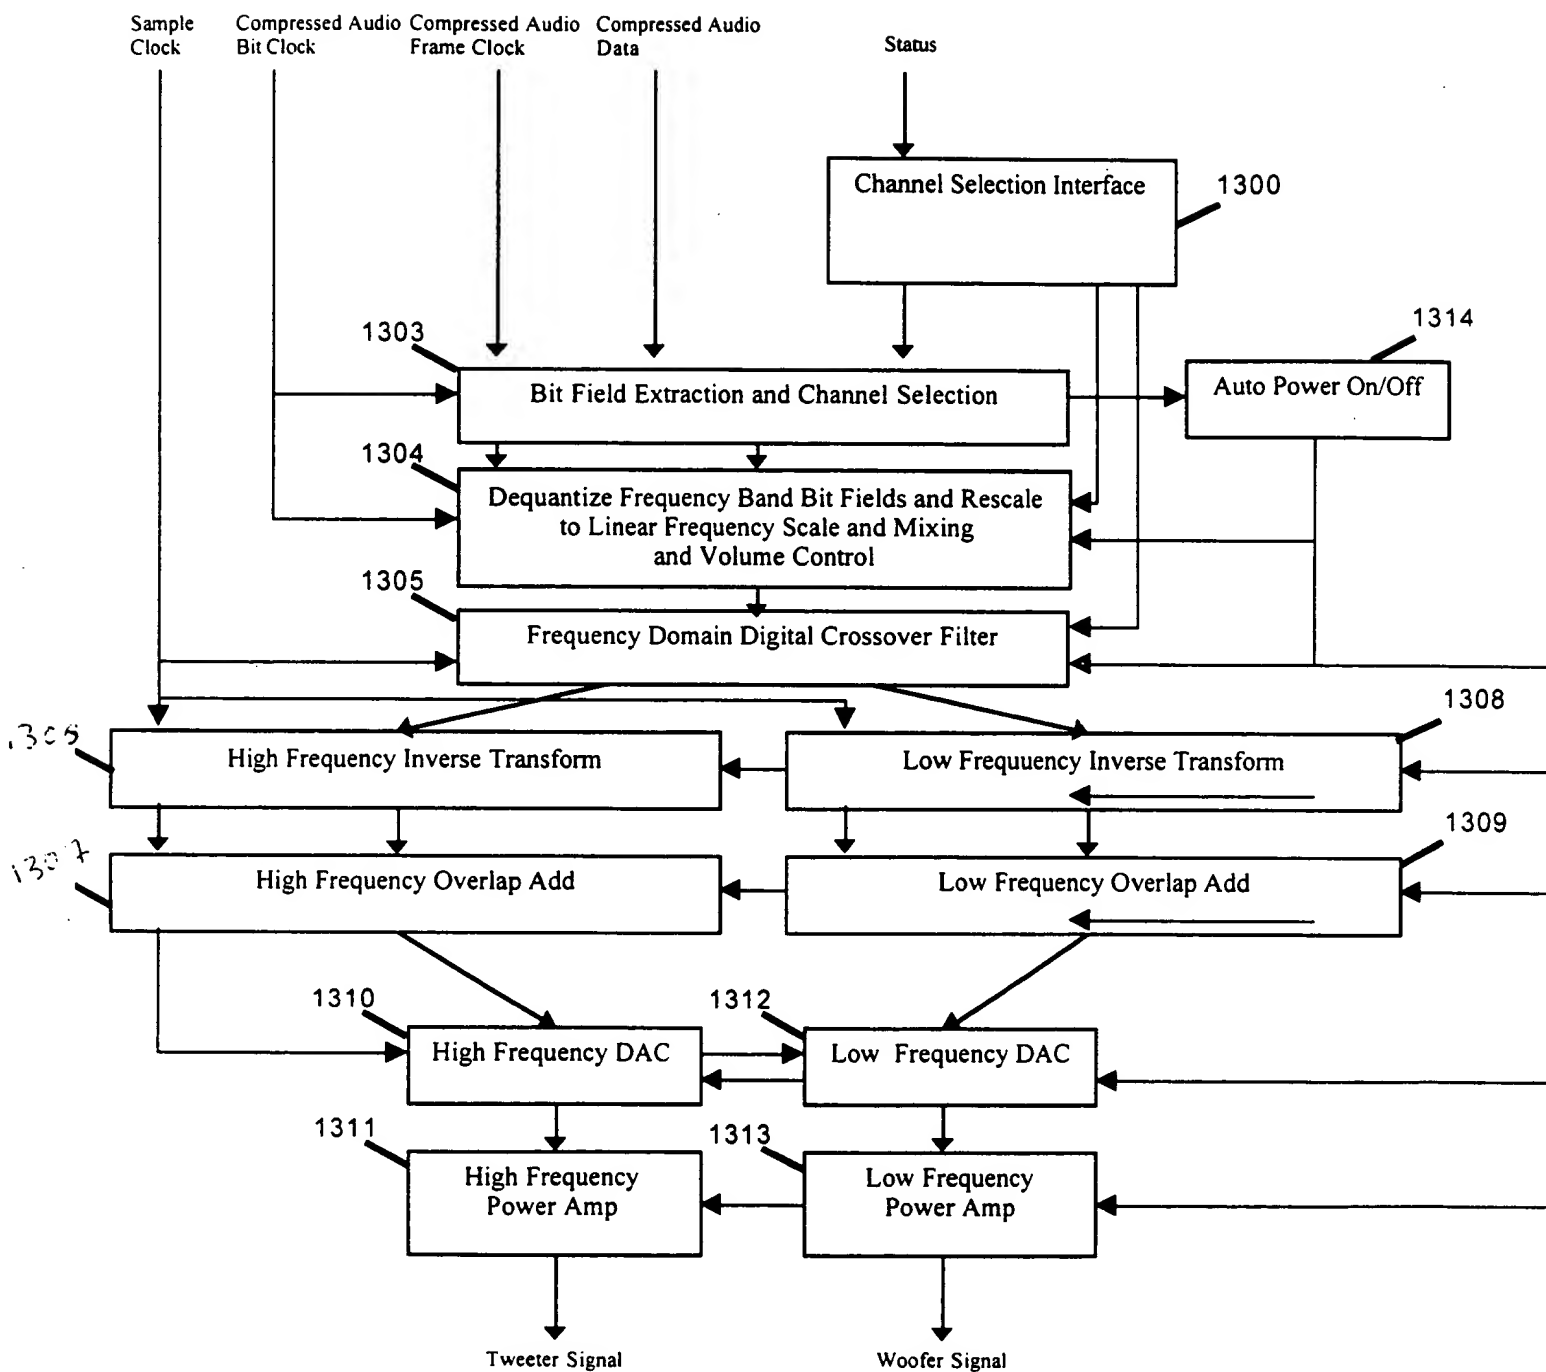 Sample Clock
Compressed Audio Bit Clock
Compressed Audio Frame Clock
Compressed Audio Data
Status
Channel Selection Interface
1300
1303
1314
Bit Field Extraction and Channel Selection
Auto Power On/Off
1304
Dequantize Frequency Band Bit Fields and Rescale
to Linear Frequency Scale and Mixing
and Volume Control
1305
Frequency Domain Digital Crossover Filter
1308
High Frequency Inverse Transform
Low Frequuency Inverse Transform
1309
1307
High Frequency Overlap Add
Low Frequency Overlap Add
1310
1312
High Frequency DAC
Low Frequency DAC
1311
1313
High Frequency
Power Amp
Low Frequency
Power Amp
Tweeter Signal
Woofer Signal